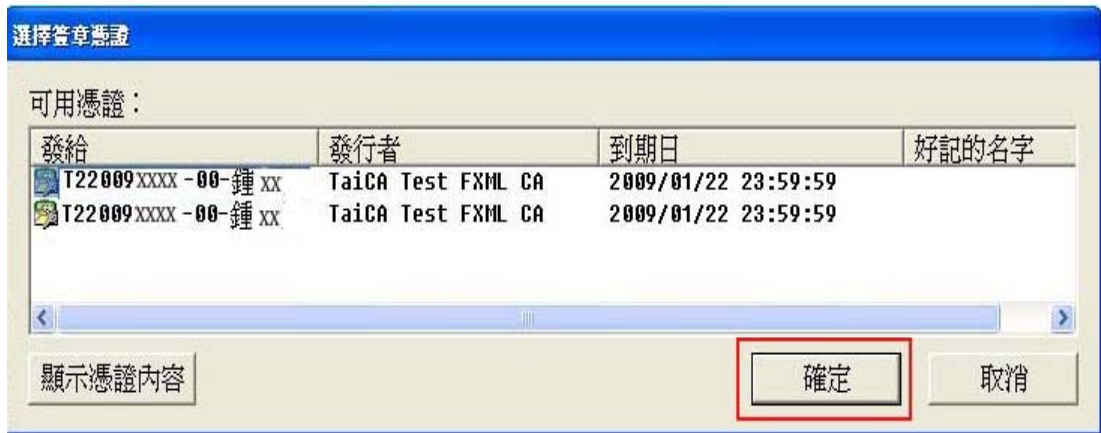 選擇簽章憑證
可用憑證：
發給 發行者 到期日 好記的名字
T22009XXXX-00-鍾xx TaiCA Test FXML CA 2009/01/22 23:59:59
T22009XXXX-00-鍾xx TaiCA Test FXML CA 2009/01/22 23:59:59
顯示憑證內容 確定 取消